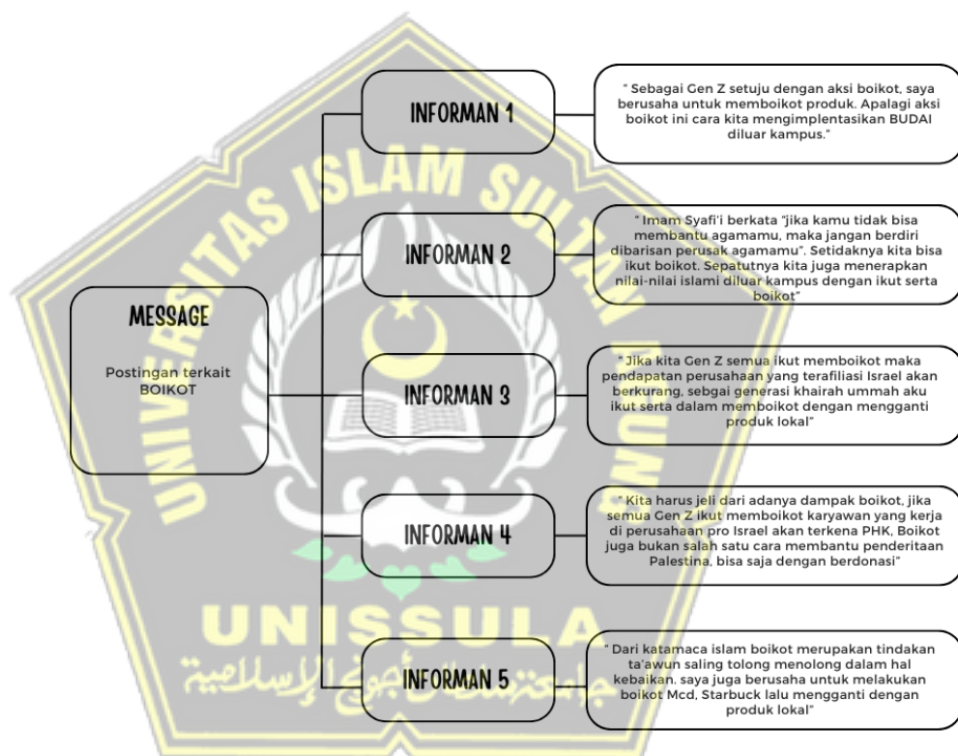 MESSAGE
Postingan terkait
BOIKOT
INFORMAN 1
" Sebagai Gen Z setuju dengan aksi boikot, saya
berusaha untuk memboikot produk. Apalagi aksi
boikot ini cara kita mengimplentasikan BUDAI
diluar kampus."
INFORMAN 2
" Imam Syafi'i berkata "jika kamu tidak bisa
membantu agamamu, maka jangan berdiri
dibarisan perusak agamamu". Setidaknya kita bisa
ikut boikot. Sepatutnya kita juga menerapkan
nilai-nilai islami diluar kampus dengan ikut serta
boikot"
INFORMAN 3
"Jika kita Gen Z semua ikut memboikot maka
pendapatan perusahaan yang terafiliasi Israel akan
berkurang, sebgai generasi khairah ummah aku
ikut serta dalam memboikot dengan mengganti
produk lokal"
INFORMAN 4
" Kita harus jeli dari adanya dampak boikot, jika
semua Gen Z ikut memboikot karyawan yang kerja
di perusahaan pro Israel akan terkena PHK, Boikot
juga bukan salah satu cara membantu penderitaan
Palestina, bisa saja dengan berdonasi"
INFORMAN 5
" Dari katamaca islam boikot merupakan tindakan
ta'awun saling tolong menolong dalam hal
kebaikan. saya juga berusaha untuk melakukan
boikot Mcd, Starbuck lalu mengganti dengan
produk lokal"
UNIVERSITAS ISLAM SULTAN AGUNG
UNISSULA
جامعة سلطان أجونج الإسلامية